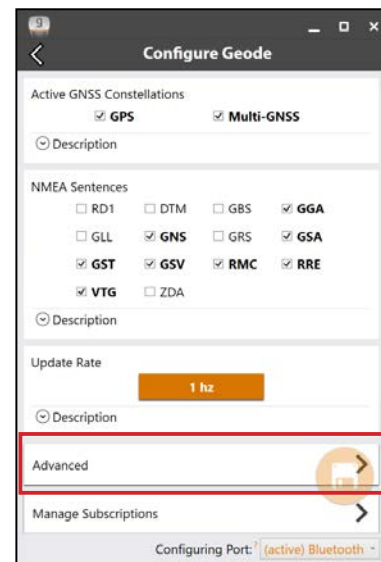 9
Configure Geode
Active GNSS Constellations
GPS Multi-GNSS
Description
NMEA Sentences
RD1 DTM GBS GGA
GLL GNS GRS GSA
GST GSV RMC RRE
VTG ZDA
Description
Update Rate
1 hz
Description
Advanced
Manage Subscriptions
Configuring Port:? (active) Bluetooth